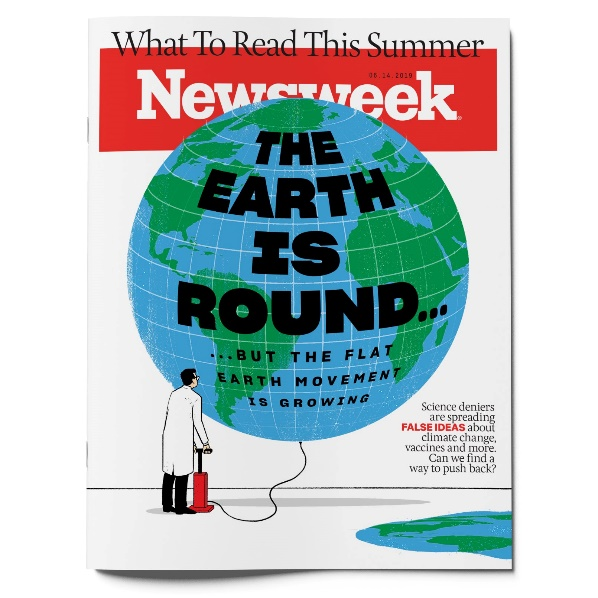 What To Read This Summer
06.14.2019
Newsweek
THE
EARTH
IS
ROUND...
...BUT THE FLAT
EARTH MOVEMENT
IS GROWING
Science deniers
are spreading
FALSE IDEAS about
climate change,
vaccines and more.
Can we find a
way to push back?